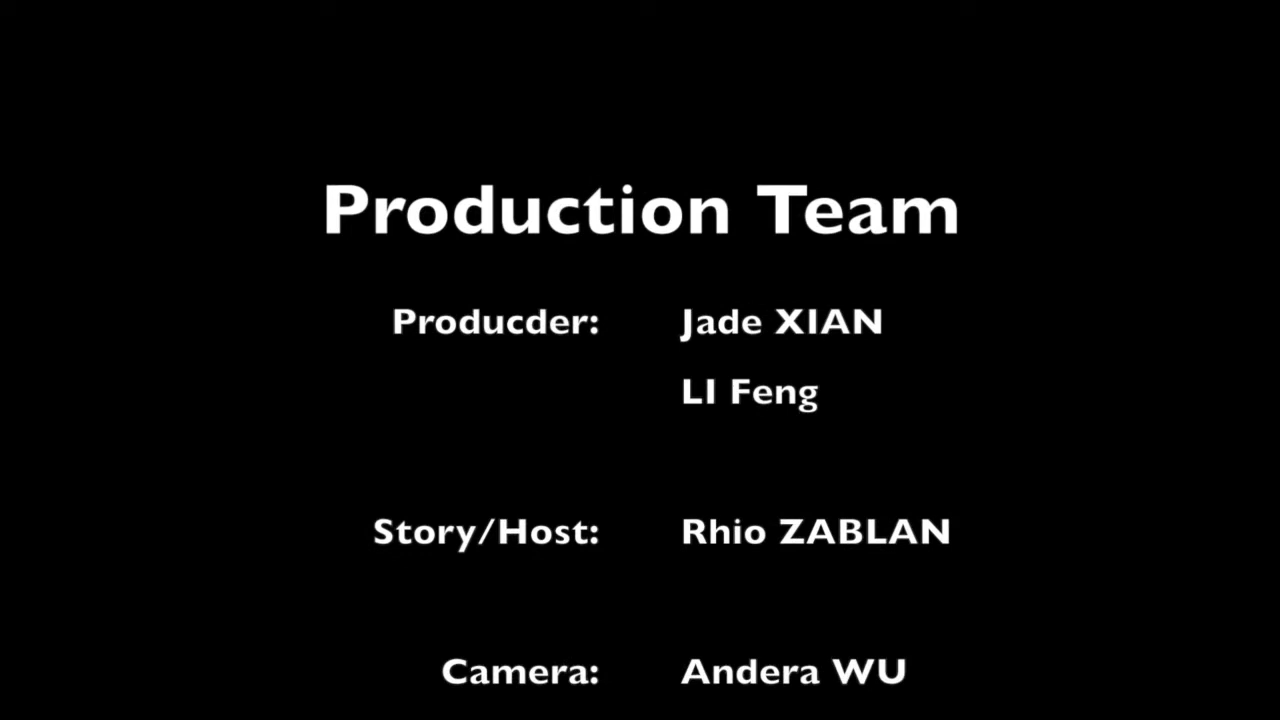 Production Team
Producder: Jade XIAN
LI Feng
Story/Host: Rhio ZABLAN
Camera: Andera WU